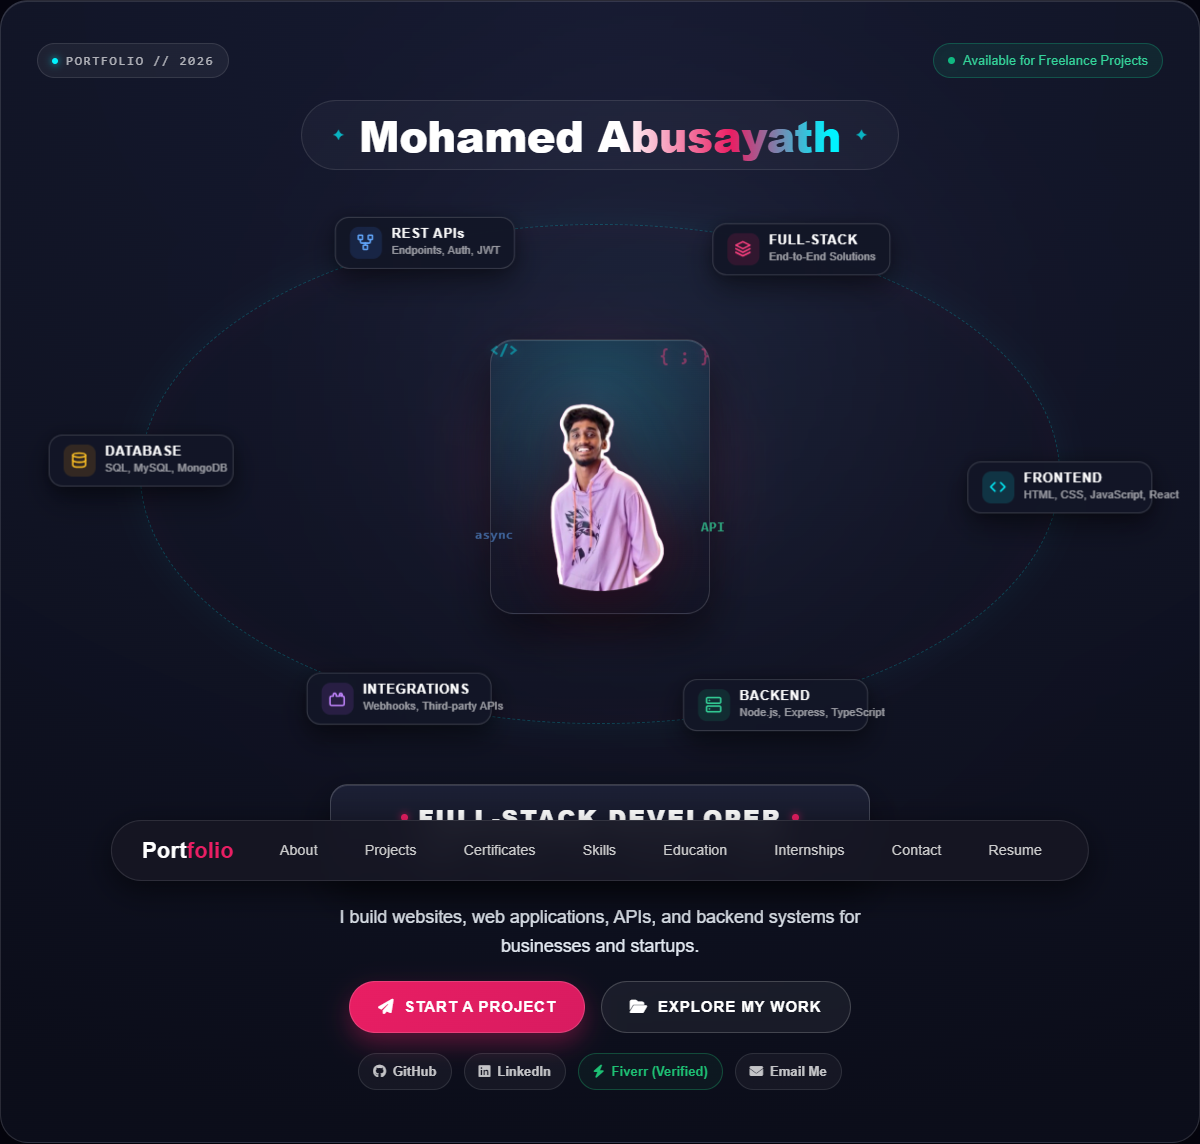 PORTFOLIO // 2026
Available for Freelance Projects
Mohamed Abusayath
REST APIs
Endpoints, Auth, JWT
FULL-STACK
End-to-End Solutions
</>
{ ; }
DATABASE
SQL, MySQL, MongoDB
FRONTEND
HTML, CSS, JavaScript, React
async
API
INTEGRATIONS
Webhooks, Third-party APIs
BACKEND
Node.js, Express, TypeScript
FULL-STACK DEVELOPER
Portfolio
About
Projects
Certificates
Skills
Education
Internships
Contact
Resume
I build websites, web applications, APIs, and backend systems for
businesses and startups.
START A PROJECT
EXPLORE MY WORK
GitHub
LinkedIn
Fiverr (Verified)
Email Me